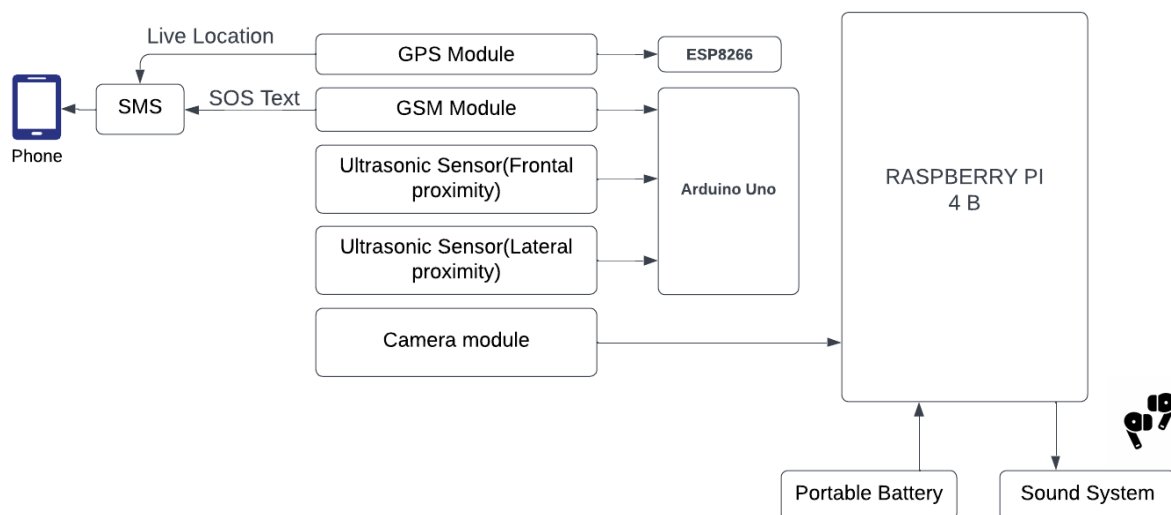 Live Location
GPS Module
ESP8266
SMS
SOS Text
GSM Module
Phone
Ultrasonic Sensor(Frontal
proximity)
Arduino Uno
RASPBERRY PI
4 B
Ultrasonic Sensor(Lateral
proximity)
Camera module
Portable Battery
Sound System